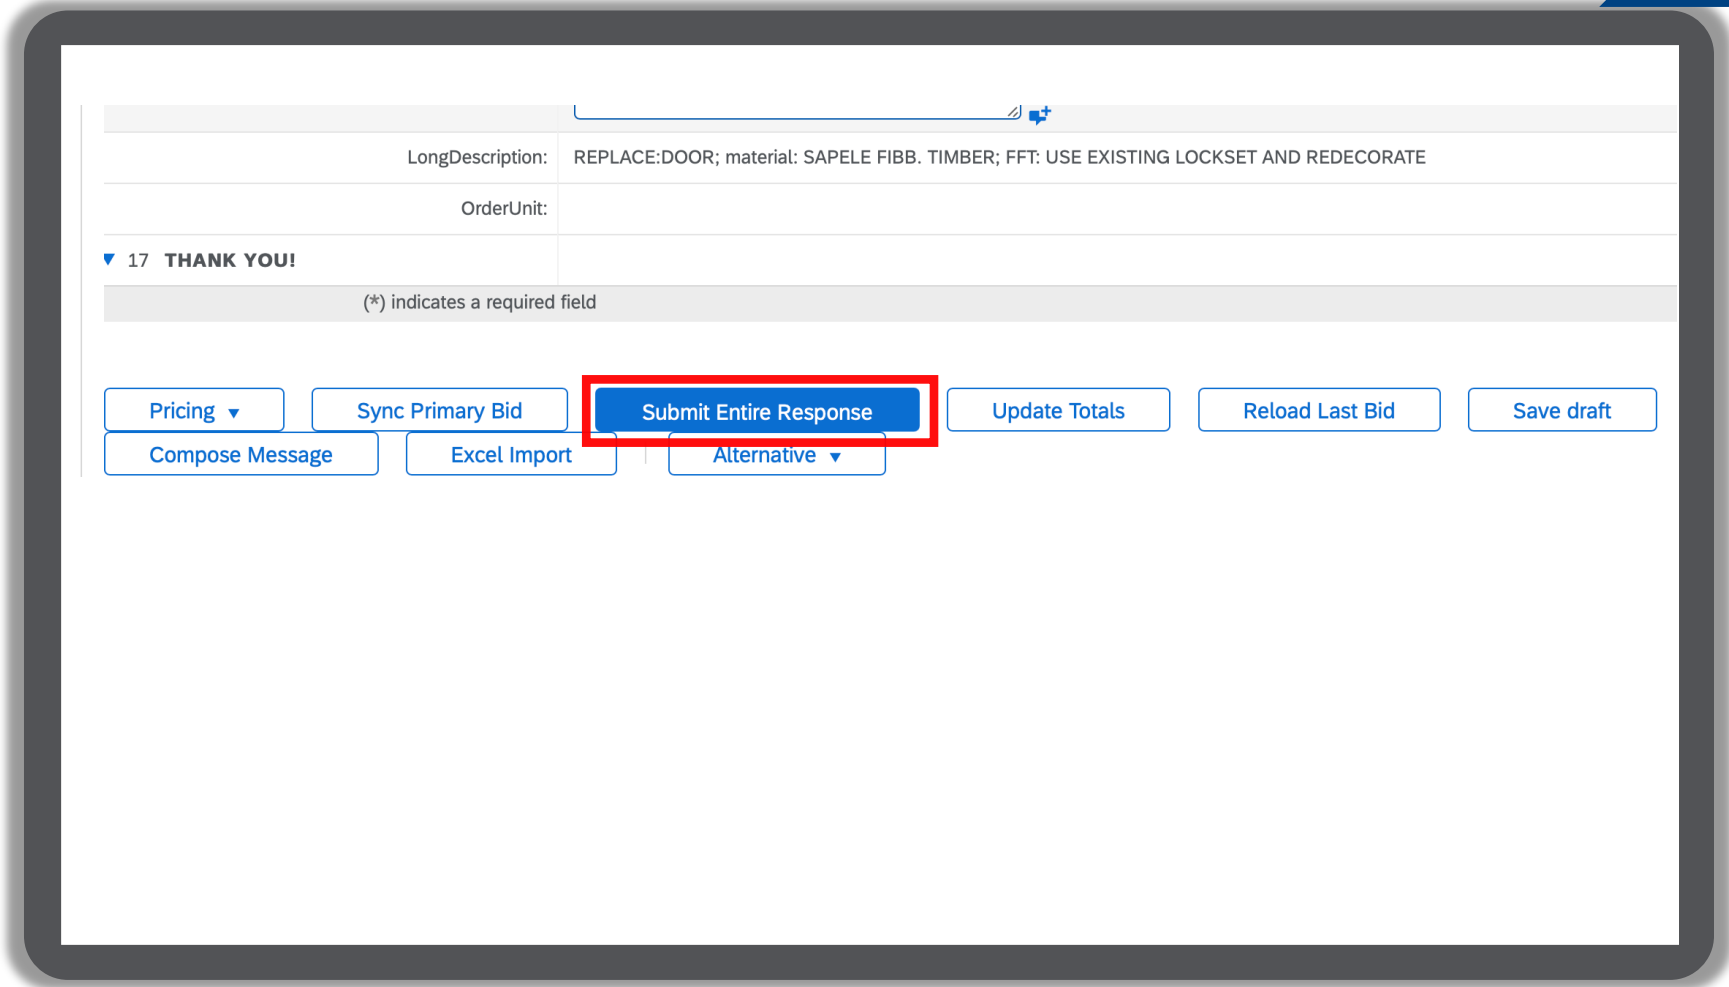 LongDescription: REPLACE:DOOR; material: SAPELE FIBB. TIMBER; FFT: USE EXISTING LOCKSET AND REDECORATE
OrderUnit:
▼ 17 THANK YOU!
(*) indicates a required field
Pricing ▼ Sync Primary Bid Submit Entire Response Update Totals Reload Last Bid Save draft
Compose Message Excel Import Alternative ▼